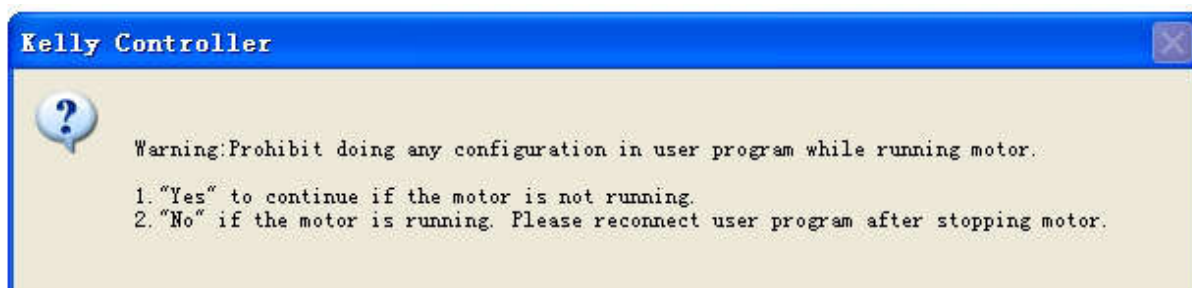 Kelly Controller
?
Warning:Prohibit doing any configuration in user program while running motor.
1."Yes" to continue if the motor is not running.
2."No" if the motor is running. Please reconnect user program after stopping motor.